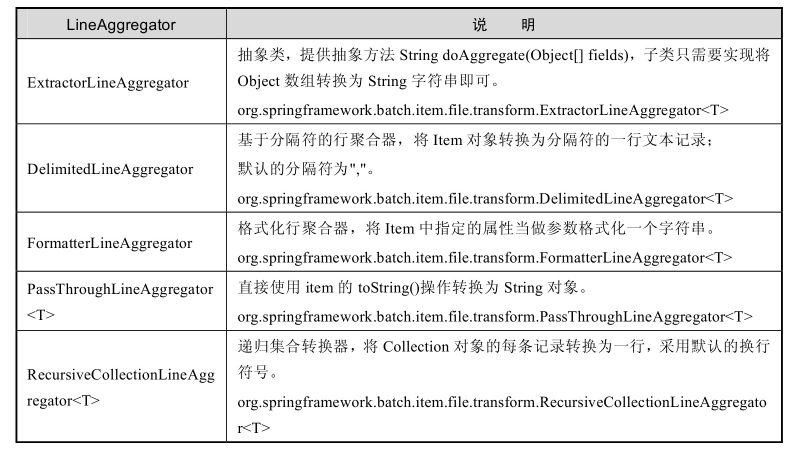 LineAggregator 说 明
ExtractorLineAggregator
抽象类，提供抽象方法 String doAggregate(Object[] fields)，子类只需要实现将
Object 数组转换为 String 字符串即可。
org.springframework.batch.item.file.transform.ExtractorLineAggregator<T>
DelimitedLineAggregator
基于分隔符的行聚合器，将 Item 对象转换为分隔符的一行文本记录；
默认的分隔符为","。
org.springframework.batch.item.file.transform.DelimitedLineAggregator<T>
FormatterLineAggregator
格式化行聚合器，将 Item 中指定的属性当做参数格式化一个字符串。
org.springframework.batch.item.file.transform.FormatterLineAggregator<T>
PassThroughLineAggregator
<T>
直接使用 item 的 toString()操作转换为 String 对象。
org.springframework.batch.item.file.transform.PassThroughLineAggregator<T>
RecursiveCollectionLineAgg
regator<T>
递归集合转换器，将 Collection 对象的每条记录转换为一行，采用默认的换行
符号。
org.springframework.batch.item.file.transform.RecursiveCollectionLineAggregato
r<T>